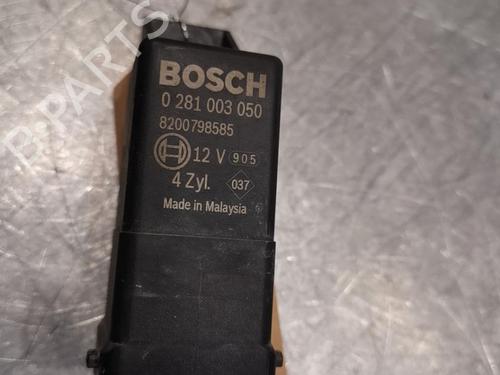 BOSCH
0 281 003 050
8200798585
12 V 905
4 Zyl. 037
Made in Malaysia
B-PARTS